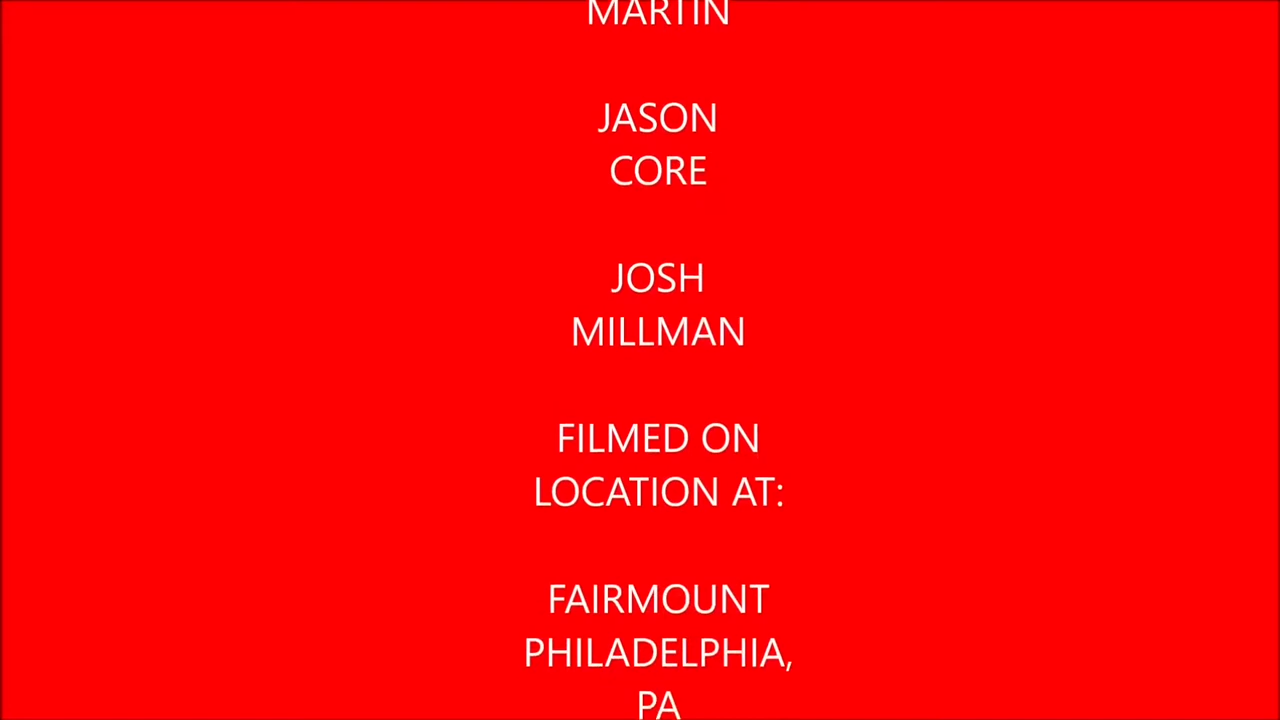 MARTIN
JASON
CORE
JOSH
MILLMAN
FILMED ON
LOCATION AT:
FAIRMOUNT
PHILADELPHIA,
PA